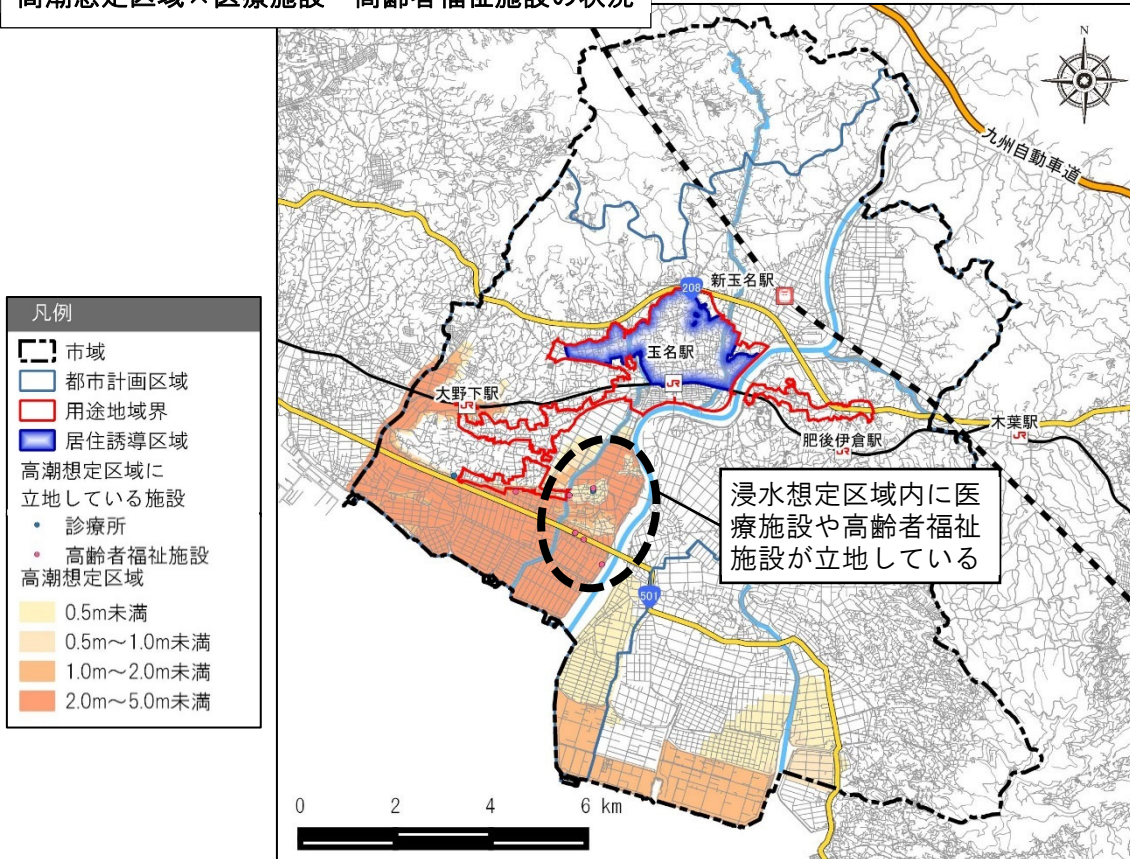 高潮想定区域×医療施設・高齢者福祉施設の状況
N
九州自動車道
新玉名駅
208
玉名駅
JR
大野下駅
JR
木葉駅
JR
肥後伊倉駅
JR
凡例
市域
都市計画区域
用途地域界
居住誘導区域
高潮想定区域に
立地している施設
診療所
高齢者福祉施設
高潮想定区域
0.5m未満
0.5m～1.0m未満
1.0m～2.0m未満
2.0m～5.0m未満
浸水想定区域内に医
療施設や高齢者福祉
施設が立地している
501
0 2 4 6 km